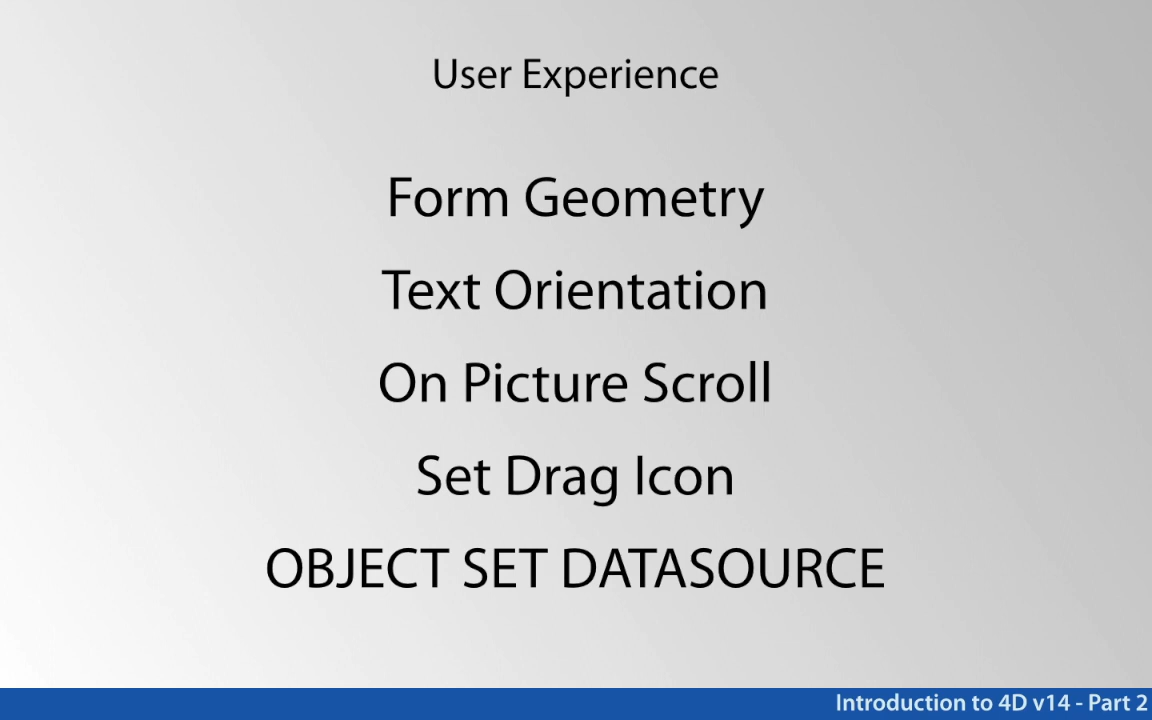 User Experience
Form Geometry
Text Orientation
On Picture Scroll
Set Drag Icon
OBJECT SET DATASOURCE
Introduction to 4D v14 - Part 2